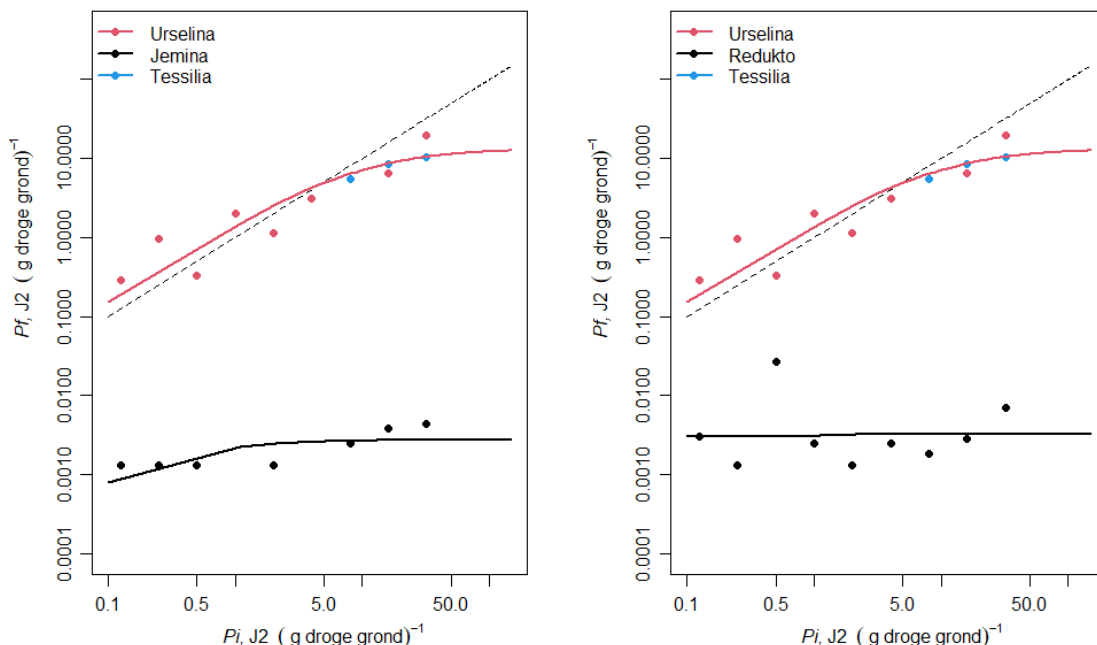 Urselina
Jemina
Tessilia
Pf, J2 ( g droge grond)⁻¹
10.0000
1.0000
0.1000
0.0100
0.0010
0.0001
0.1 0.5 5.0 50.0
Pi, J2 ( g droge grond)⁻¹
Urselina
Redukto
Tessilia
Pf, J2 ( g droge grond)⁻¹
10.0000
1.0000
0.1000
0.0100
0.0010
0.0001
0.1 0.5 5.0 50.0
Pi, J2 ( g droge grond)⁻¹